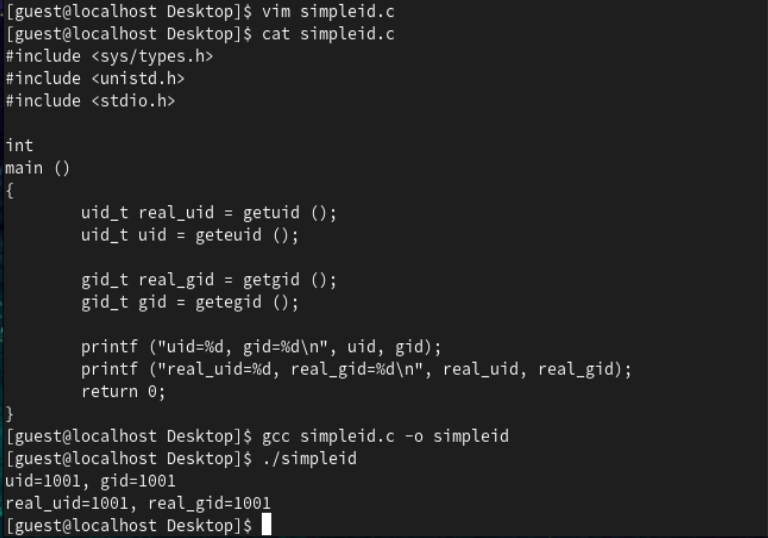 [guest@localhost Desktop]$ vim simpleid.c
[guest@localhost Desktop]$ cat simpleid.c
#include <sys/types.h>
#include <unistd.h>
#include <stdio.h>

int
main ()
{
        uid_t real_uid = getuid ();
        uid_t uid = geteuid ();

        gid_t real_gid = getgid ();
        gid_t gid = getegid ();

        printf ("uid=%d, gid=%d\n", uid, gid);
        printf ("real_uid=%d, real_gid=%d\n", real_uid, real_gid);
        return 0;
}
[guest@localhost Desktop]$ gcc simpleid.c -o simpleid
[guest@localhost Desktop]$ ./simpleid
uid=1001, gid=1001
real_uid=1001, real_gid=1001
[guest@localhost Desktop]$